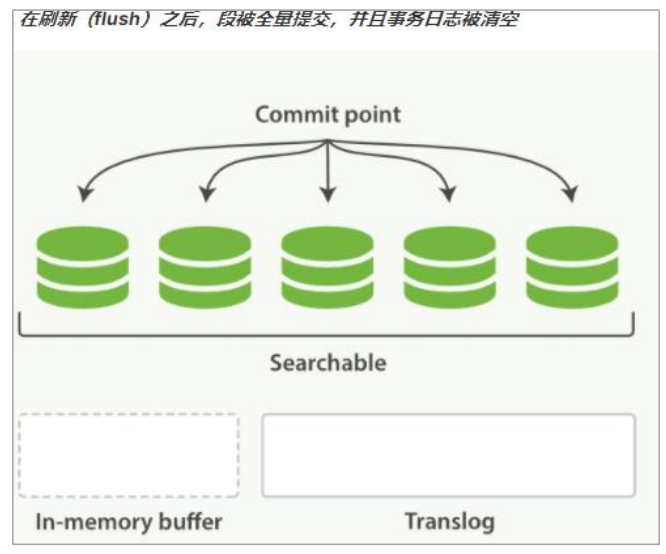 在刷新（flush）之后，段被全量提交，并且事务日志被清空
Commit point
Searchable
In-memory buffer
Translog